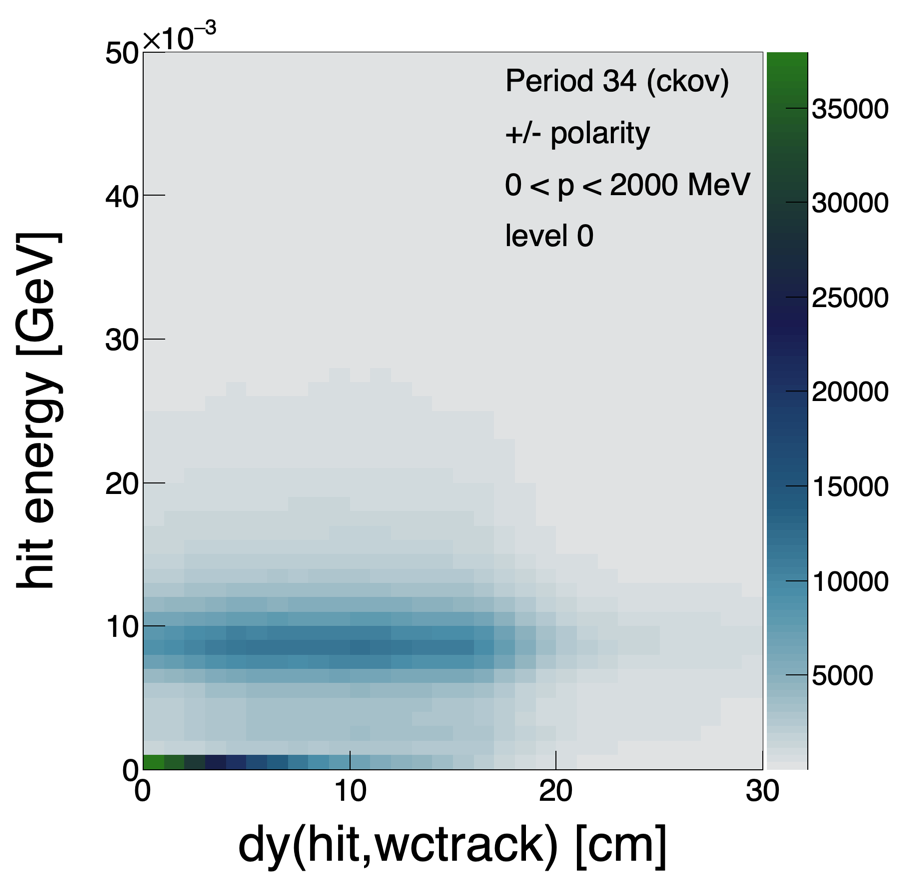 50 ×10⁻³
Period 34 (ckov)
+/- polarity
0 < p < 2000 MeV
level 0
40
30
20
10
0
hit energy [GeV]
0 10 20 30
dy(hit,wctrack) [cm]
35000
30000
25000
20000
15000
10000
5000